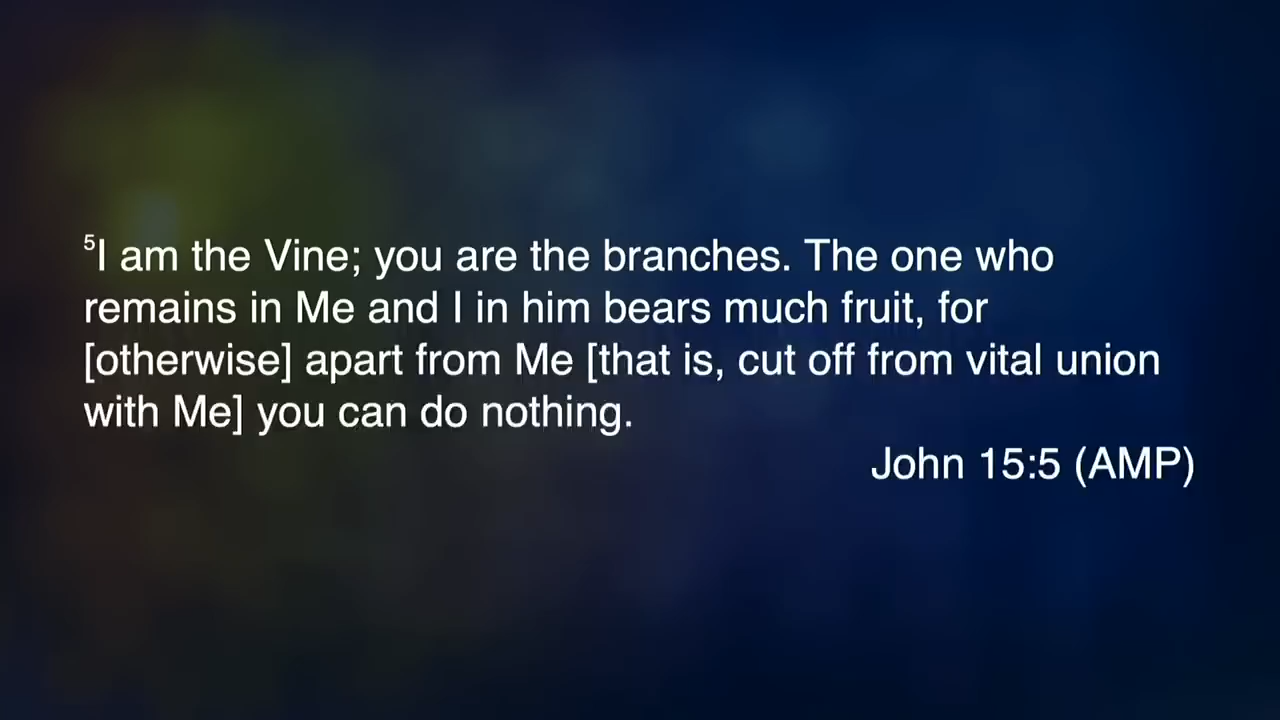 ⁵I am the Vine; you are the branches. The one who
remains in Me and I in him bears much fruit, for
[otherwise] apart from Me [that is, cut off from vital union
with Me] you can do nothing.
John 15:5 (AMP)